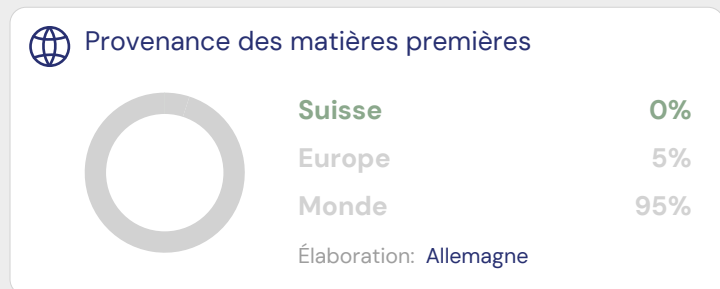 Provenance des matières premières
Suisse 0%
Europe 5%
Monde 95%
Élaboration: Allemagne